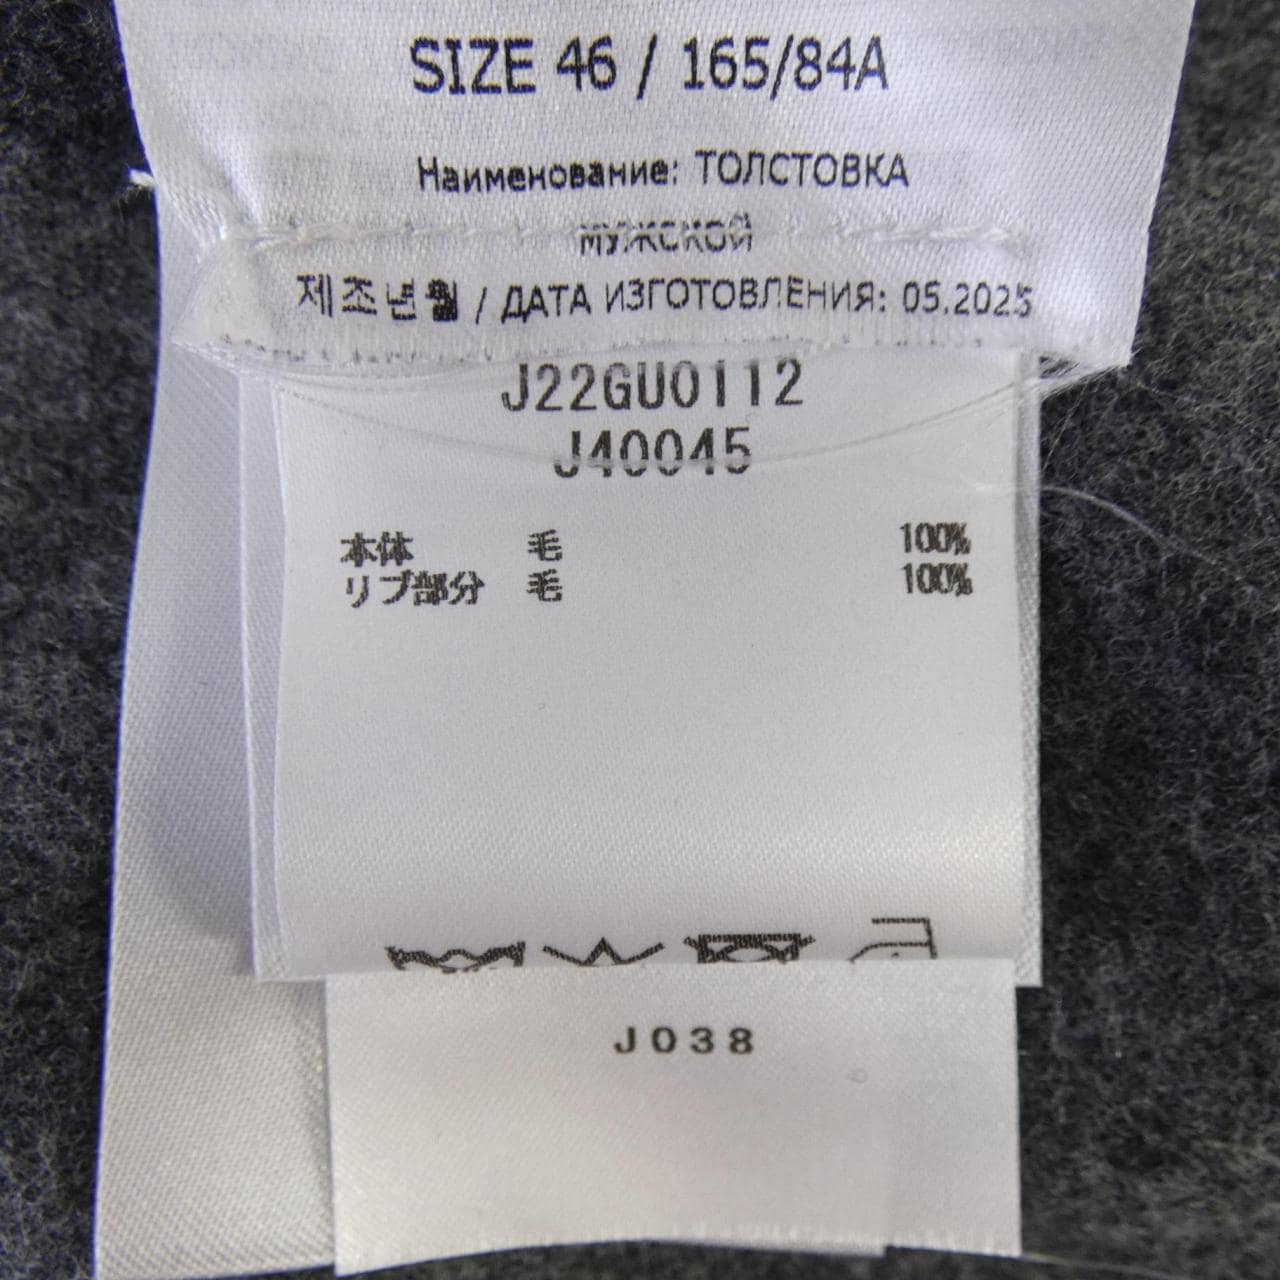 SIZE 46 / 165/84A
Наименование: ТОЛСТОВКА
МУЖСКОЙ
제조년월 / ДАТА ИЗГОТОВЛЕНИЯ: 05.2025
J22GU0112
J40045
本体 毛 100%
リブ部分 毛 100%
J038